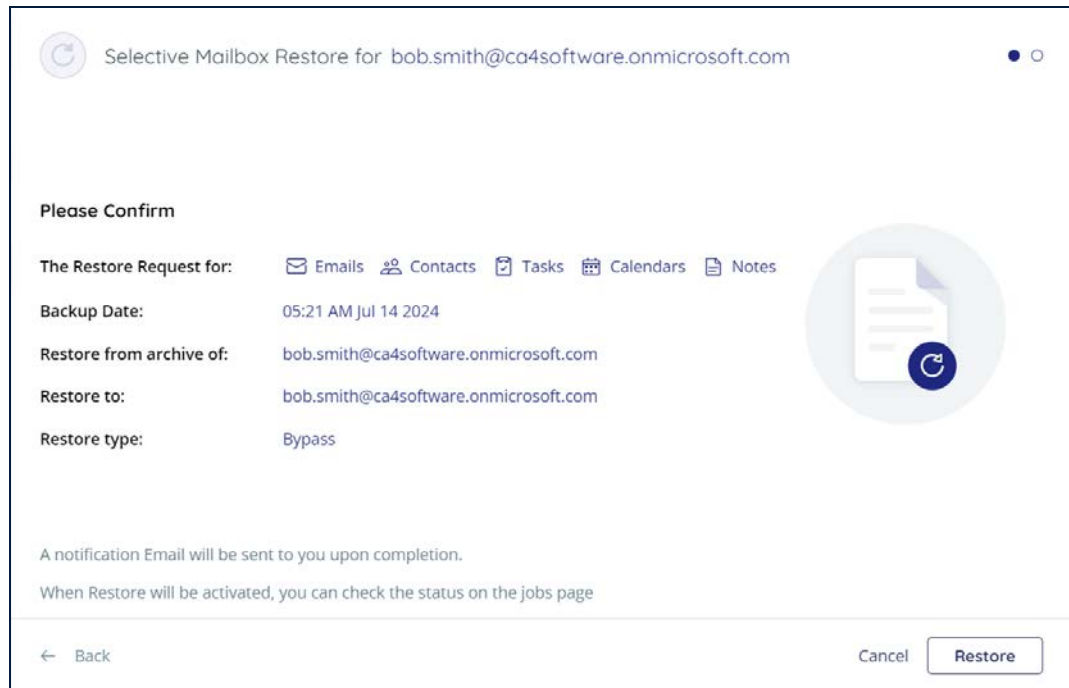 Selective Mailbox Restore for bob.smith@ca4software.onmicrosoft.com
Please Confirm
The Restore Request for: Emails Contacts Tasks Calendars Notes
Backup Date: 05:21 AM Jul 14 2024
Restore from archive of: bob.smith@ca4software.onmicrosoft.com
Restore to: bob.smith@ca4software.onmicrosoft.com
Restore type: Bypass
A notification Email will be sent to you upon completion.
When Restore will be activated, you can check the status on the jobs page
← Back Cancel Restore